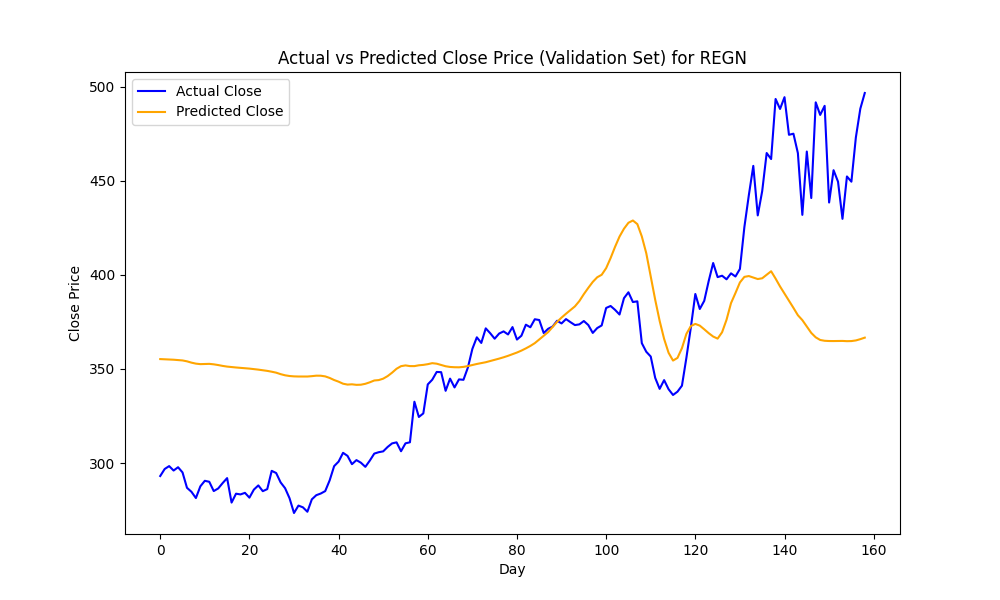 Actual vs Predicted Close Price (Validation Set) for REGN
Actual Close
Predicted Close
Close Price
500
450
400
350
300
0 20 40 60 80 100 120 140 160
Day